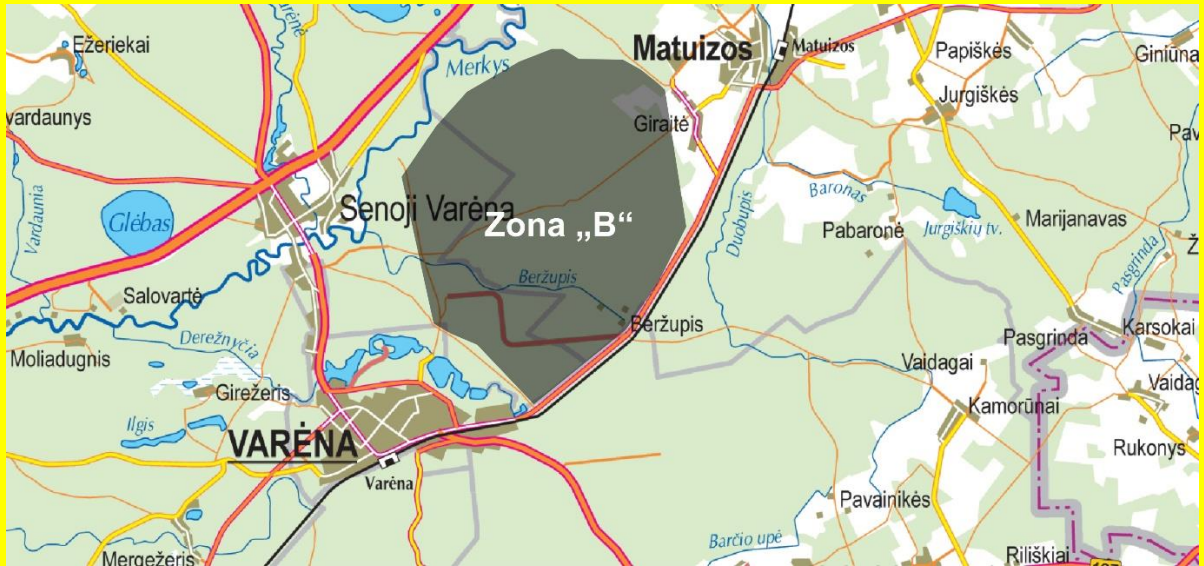 Ežeriekai
Merkys
Matuizos
Matuizos
Papiškės
Giniūna
Jurgiškės
vardaunys
Giraitė
Pav
Vardaunia
Glėbas
Senoji Varėna
Zona „B“
Duobupis
Baronas
Pabaronė
Jurgiškių tv.
Marijanavas
Pasgrinda
Ž
Beržupis
Beržupis
Salovartė
Derežnyčia
Moliadugnis
Pasgrinda
Karsokai
Girežeris
Vaidagai
Vaidag
Ilgis
VARĖNA
Kamorūnai
Rukonys
Varėna
Pavainikės
Barčio upė
Mergežeris
Riliškiai